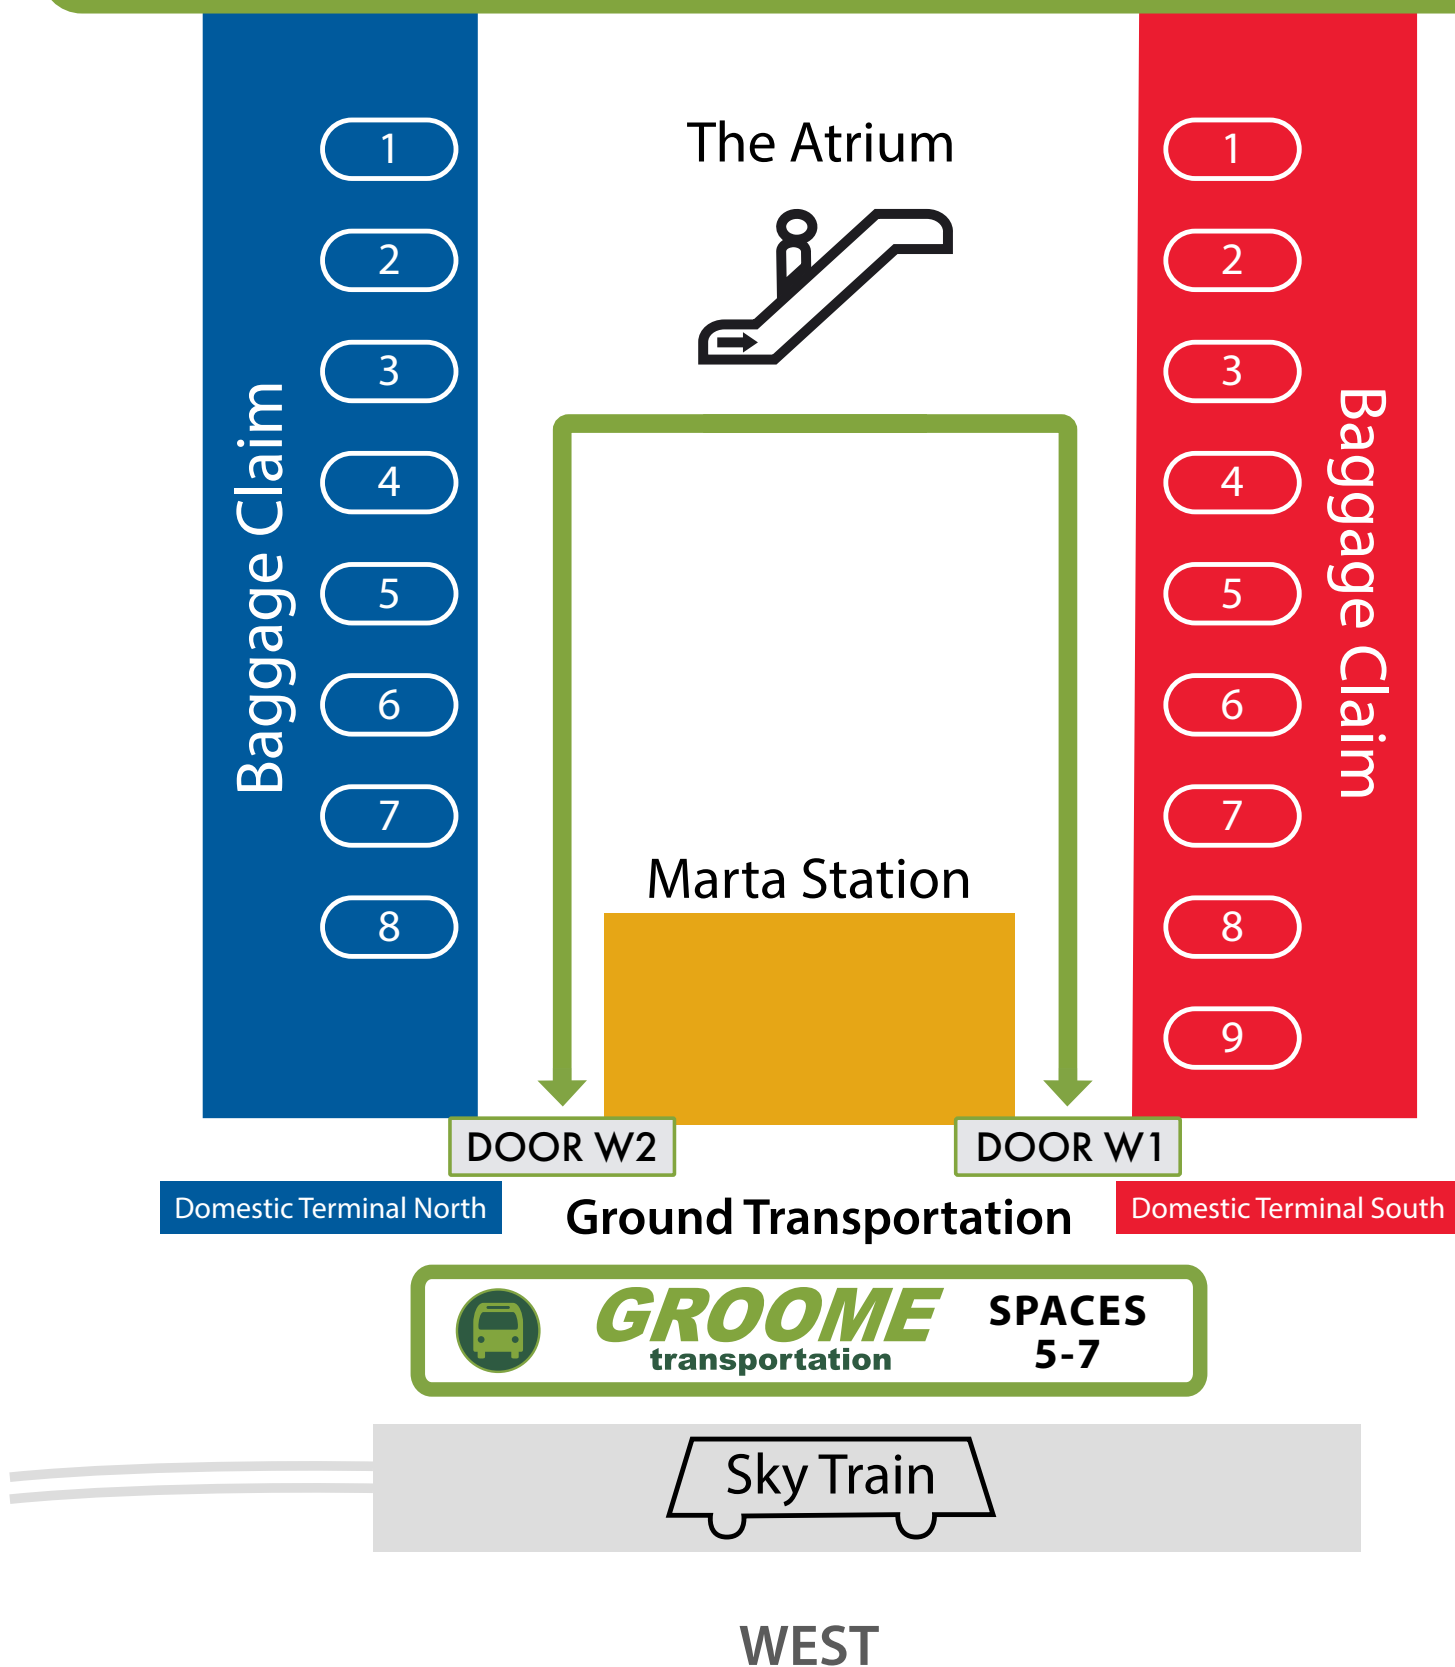 The Atrium
1
2
3
4
5
6
7
8
Baggage Claim
1
2
3
4
5
6
7
8
9
Baggage Claim
Marta Station
DOOR W2
DOOR W1
Domestic Terminal North
Ground Transportation
Domestic Terminal South
GROOME
transportation
SPACES
5-7
Sky Train
WEST